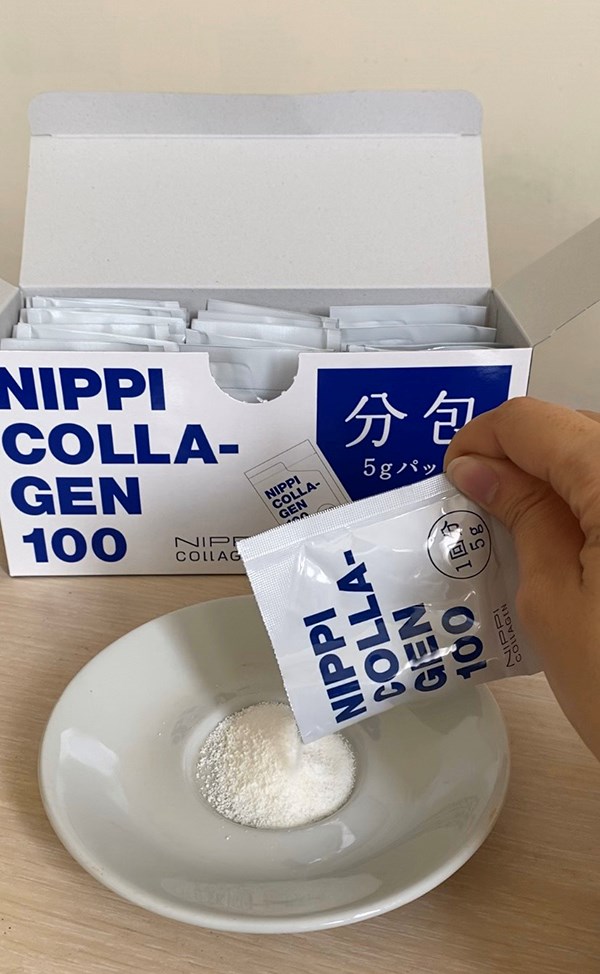 NIPPI
COLLA-
GEN
100
分包
5gパッ
NIPPI
COLLA-
GEN
100
NIPPI
COLLAG
1回分
5g
NIPPI
COLLA-
GEN
100
NIPPI
COLLAGEN